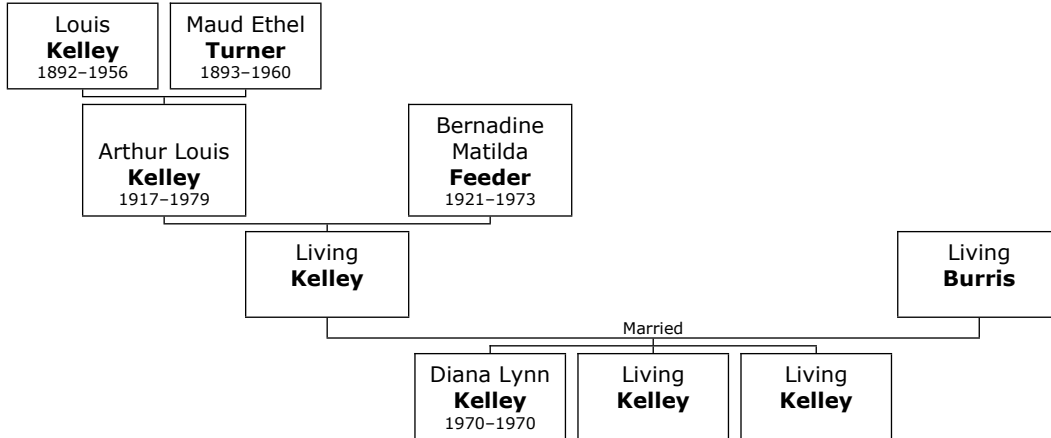 Louis
Kelley
1892–1956
Maud Ethel
Turner
1893–1960
Arthur Louis
Kelley
1917–1979
Bernadine
Matilda
Feeder
1921–1973
Living
Kelley
Living
Burris
Married
Diana Lynn
Kelley
1970–1970
Living
Kelley
Living
Kelley